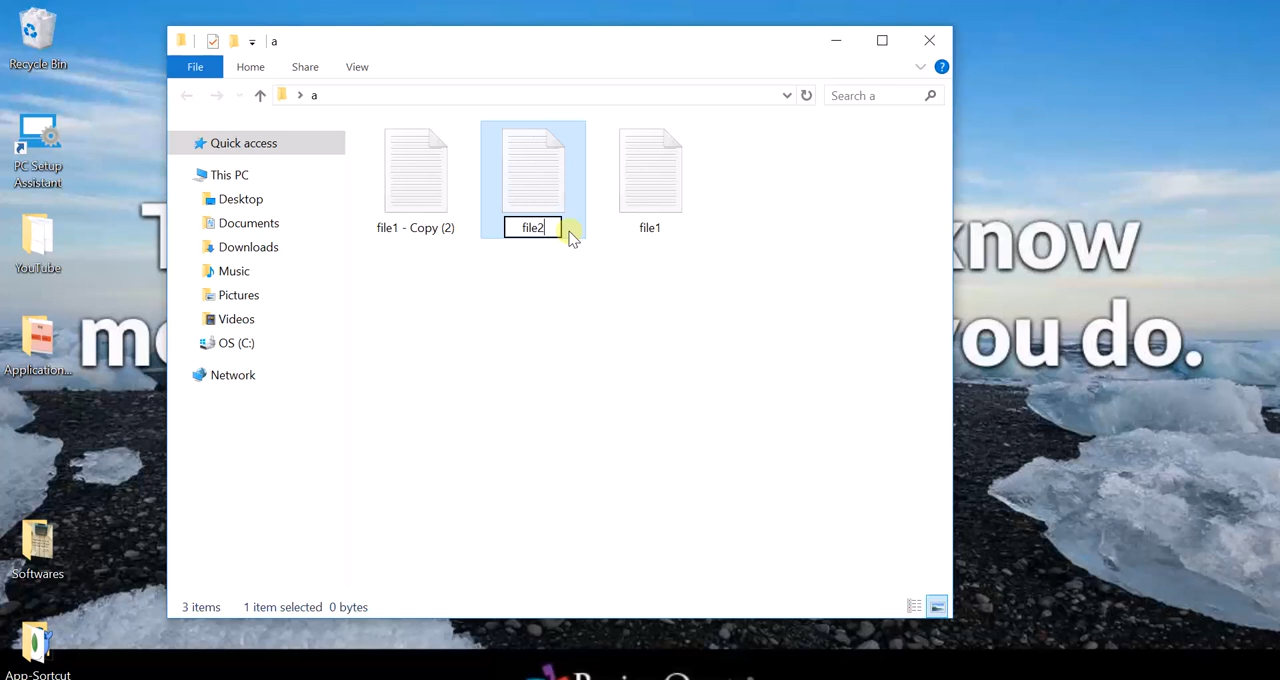 Recycle Bin
PC Setup
Assistant
YouTube
Application...
Softwares
App-Sortcut
a
File
Home
Share
View
a
Search a
Quick access
This PC
Desktop
Documents
Downloads
Music
Pictures
Videos
OS (C:)
Network
file1 - Copy (2)
file2
file1
3 items
1 item selected 0 bytes
know
you do.